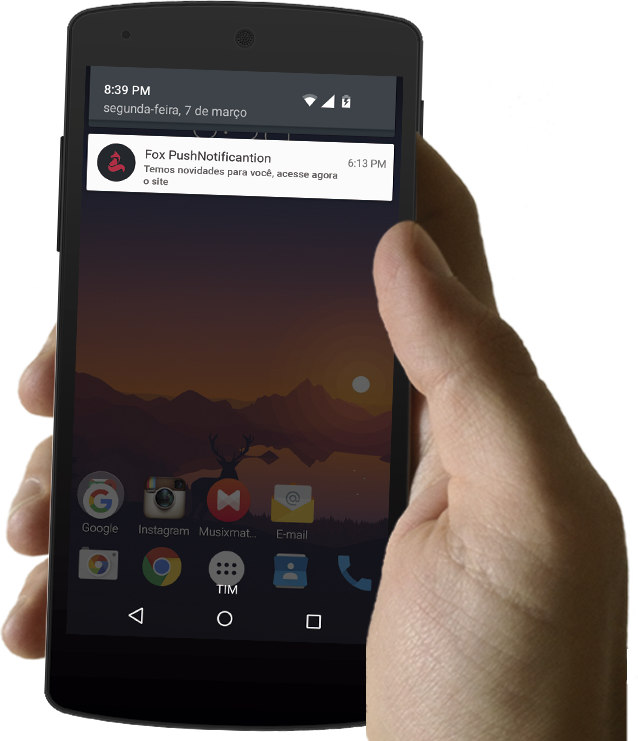 8:39 PM
segunda-feira, 7 de março
Fox PushNotificantion
6:13 PM
Temos novidades para você, acesse agora
o site
Google
Instagram
Musixmat...
E-mail
TIM